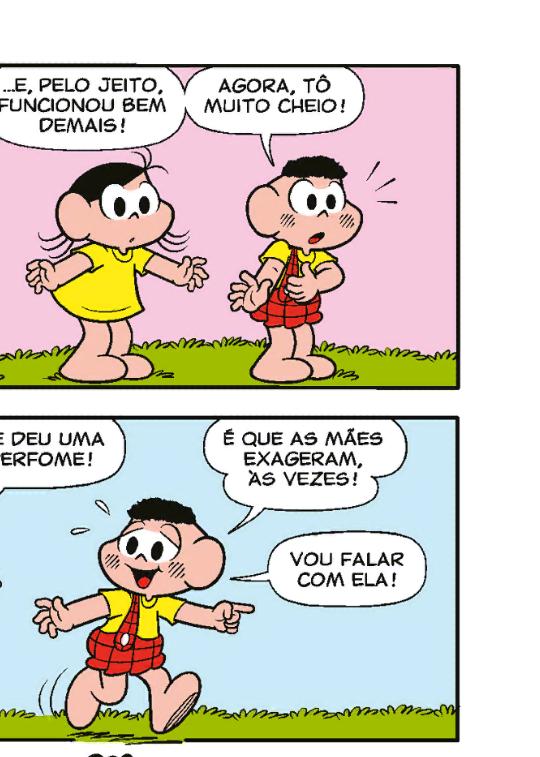 ...E, PELO JEITO,
FUNCIONOU BEM
DEMAIS!
AGORA, TÔ
MUITO CHEIO!
DEU UMA
É QUE AS MÃES
EXAGERAM,
ÀS VEZES!
VOU FALAR
COM ELA!